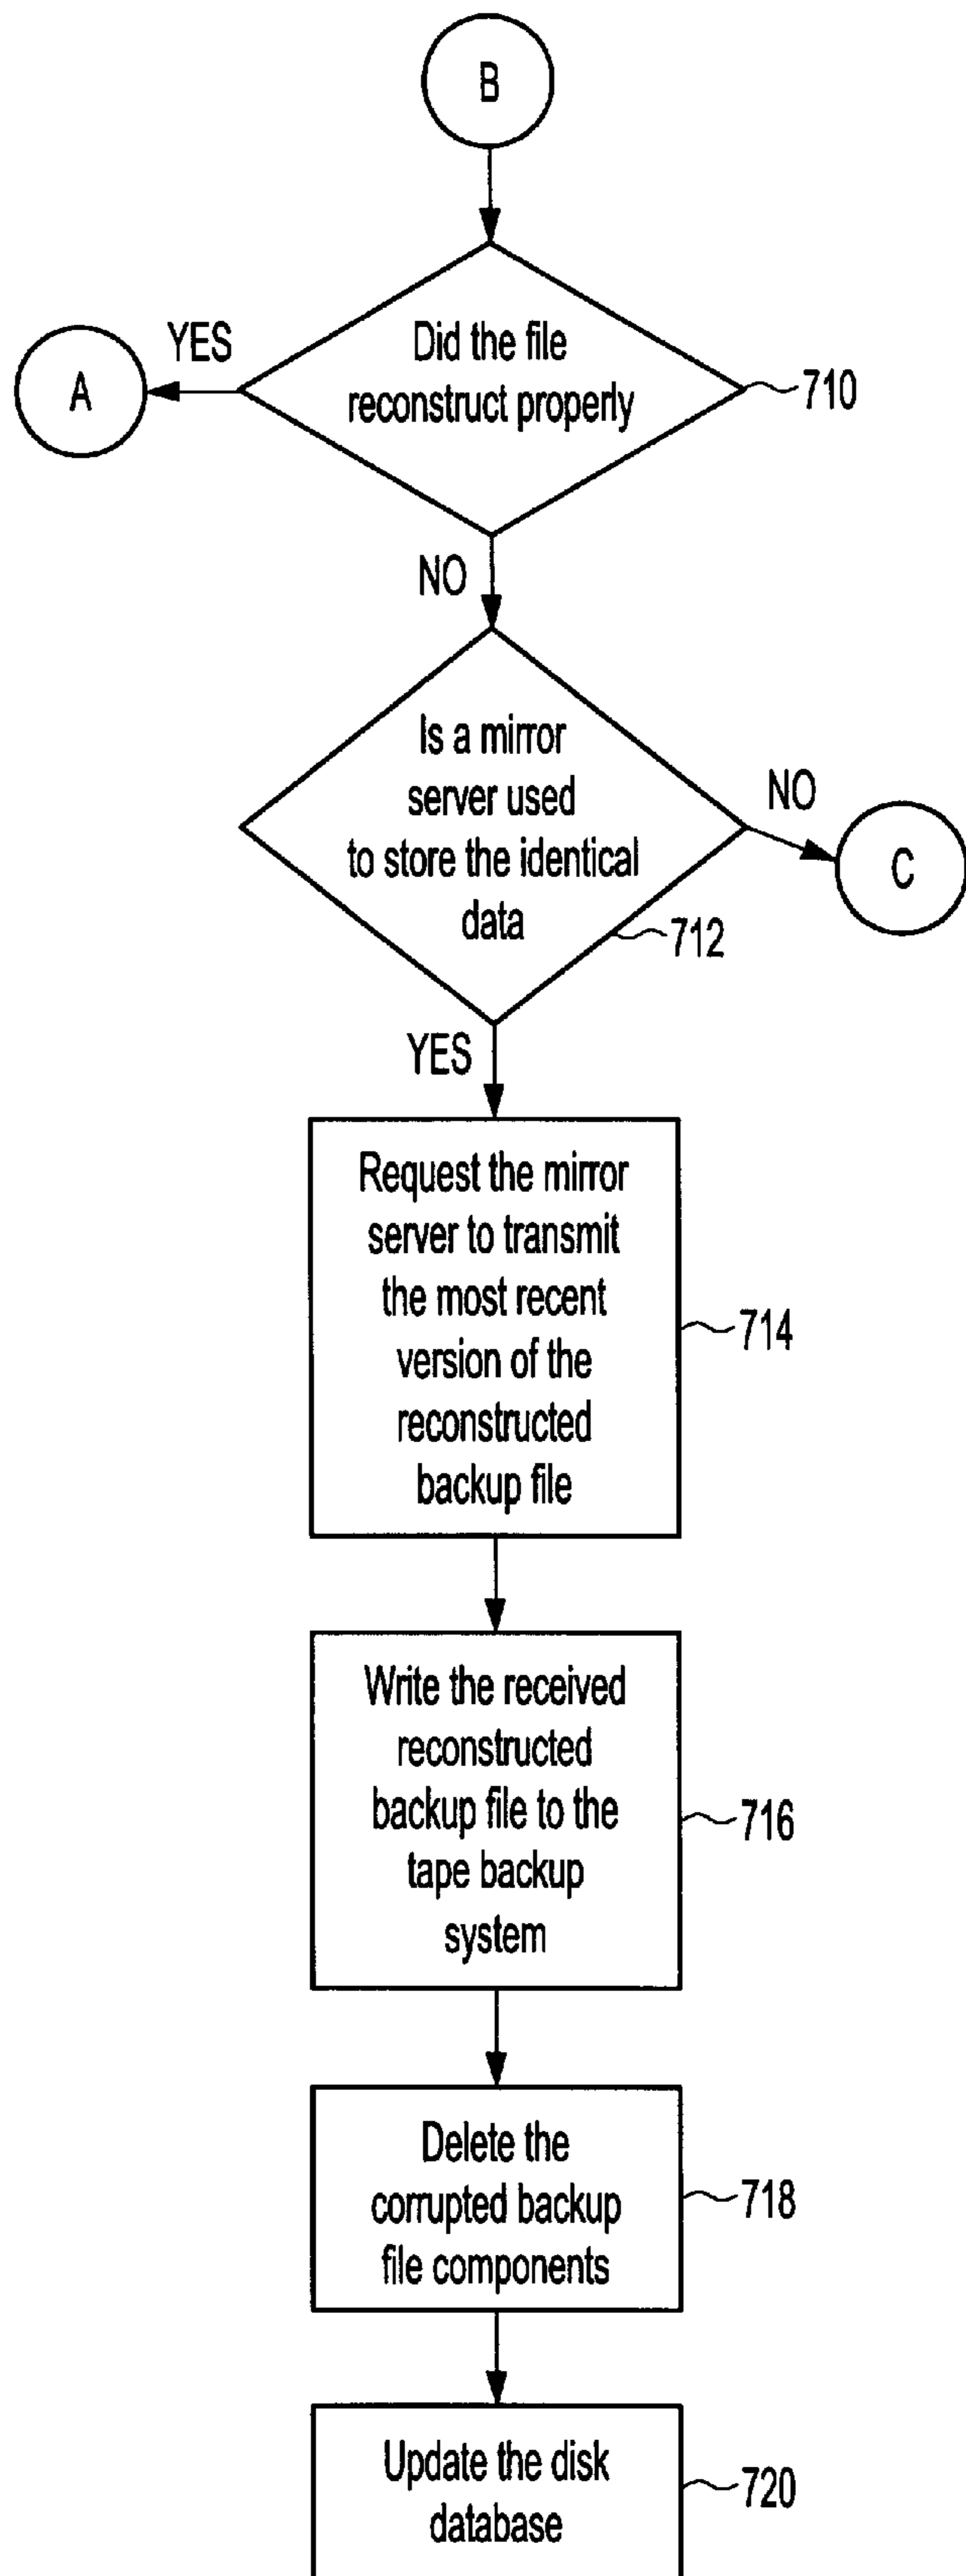 B
Did the file
reconstruct properly
710
YES
A
NO
Is a mirror
server used
to store the identical
data
712
NO
C
YES
Request the mirror
server to transmit
the most recent
version of the
reconstructed
backup file
714
Write the received
reconstructed
backup file to the
tape backup
system
716
Delete the
corrupted backup
file components
718
Update the disk
database
720